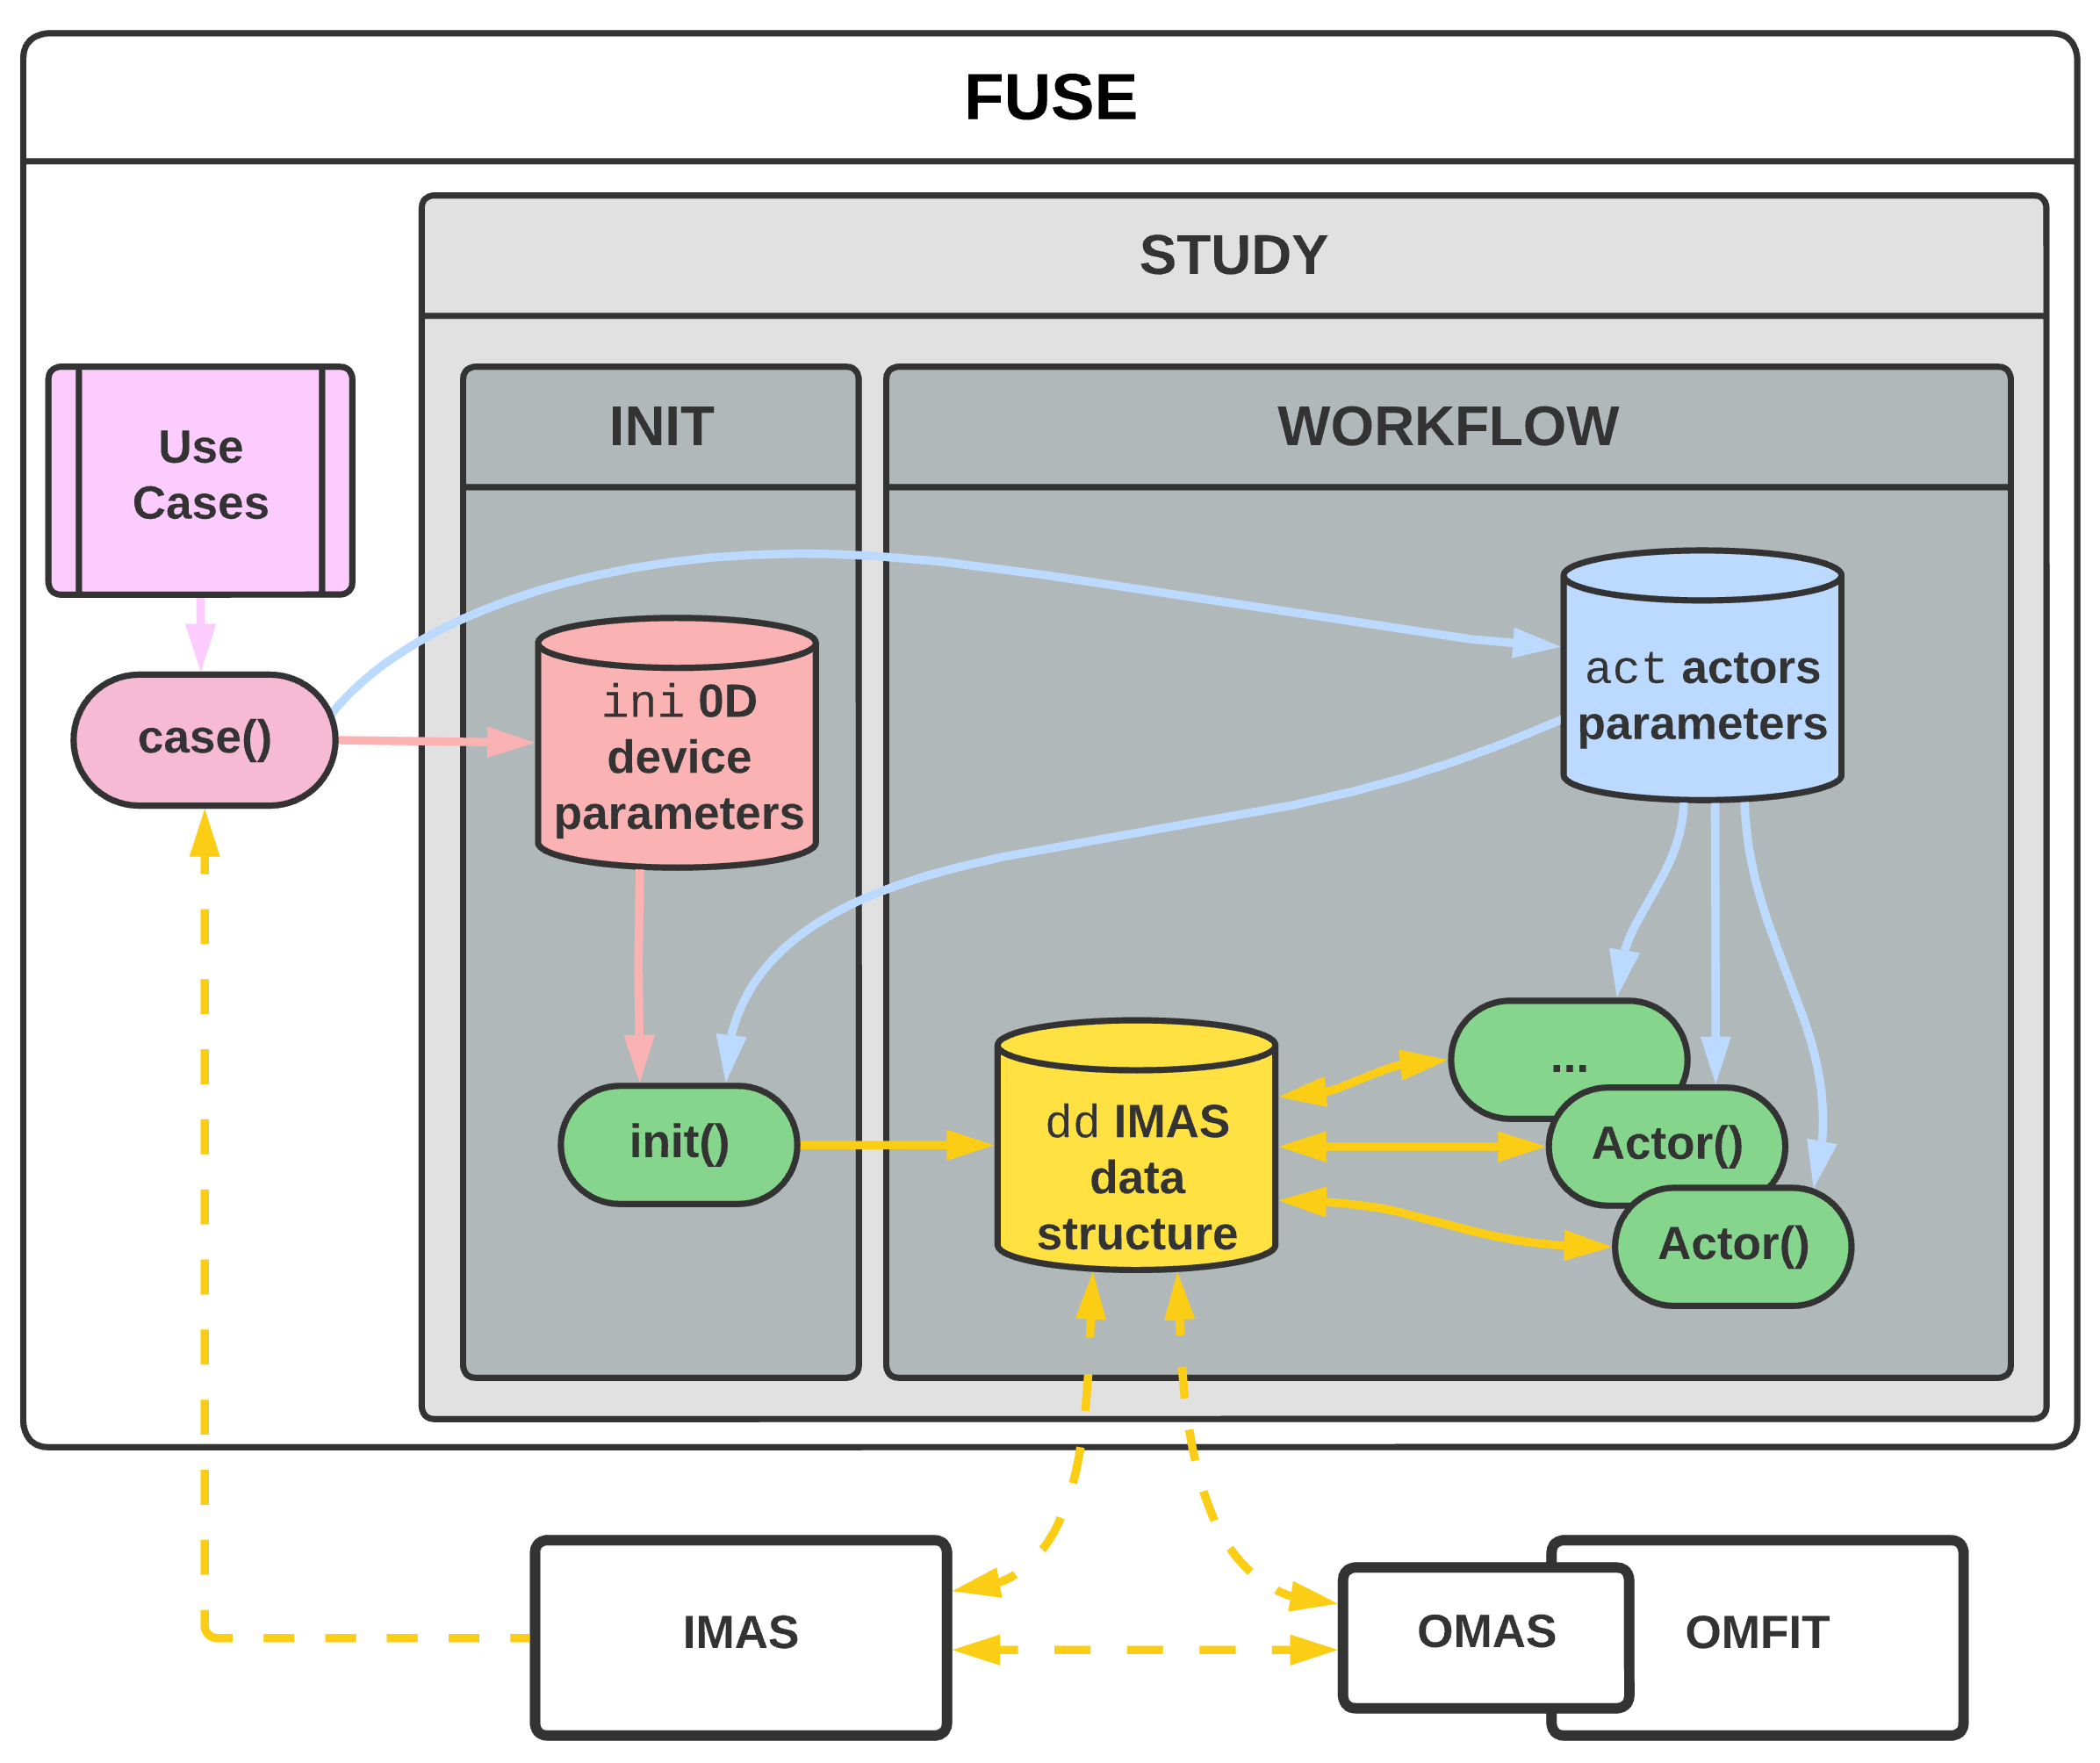 FUSE
STUDY
INIT
WORKFLOW
Use
Cases
case()
ini 0D
device
parameters
act actors
parameters
init()
dd IMAS
data
structure
...
Actor()
Actor()
IMAS
OMAS
OMFIT